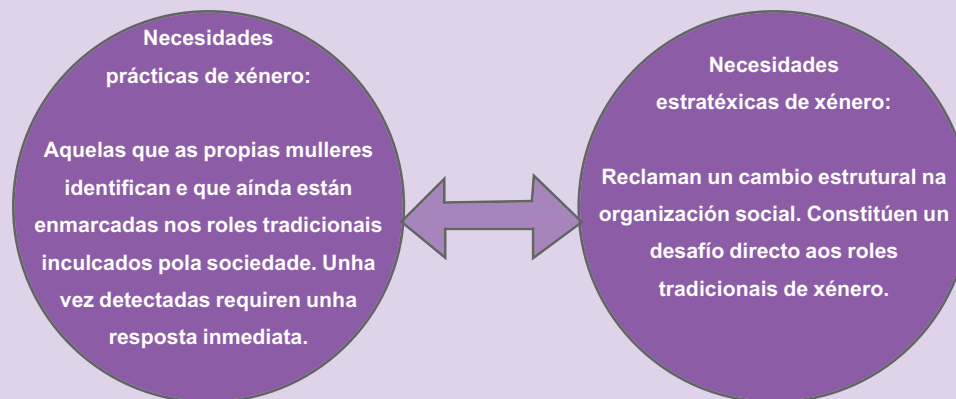 Necesidades
prácticas de xénero:
Aquelas que as propias mulleres
identifican e que aínda están
enmarcadas nos roles tradicionais
inculcados pola sociedade. Unha
vez detectadas requiren unha
resposta inmediata.
Necesidades
estratéxicas de xénero:
Reclaman un cambio estrutural na
organización social. Constitúen un
desafío directo aos roles
tradicionais de xénero.